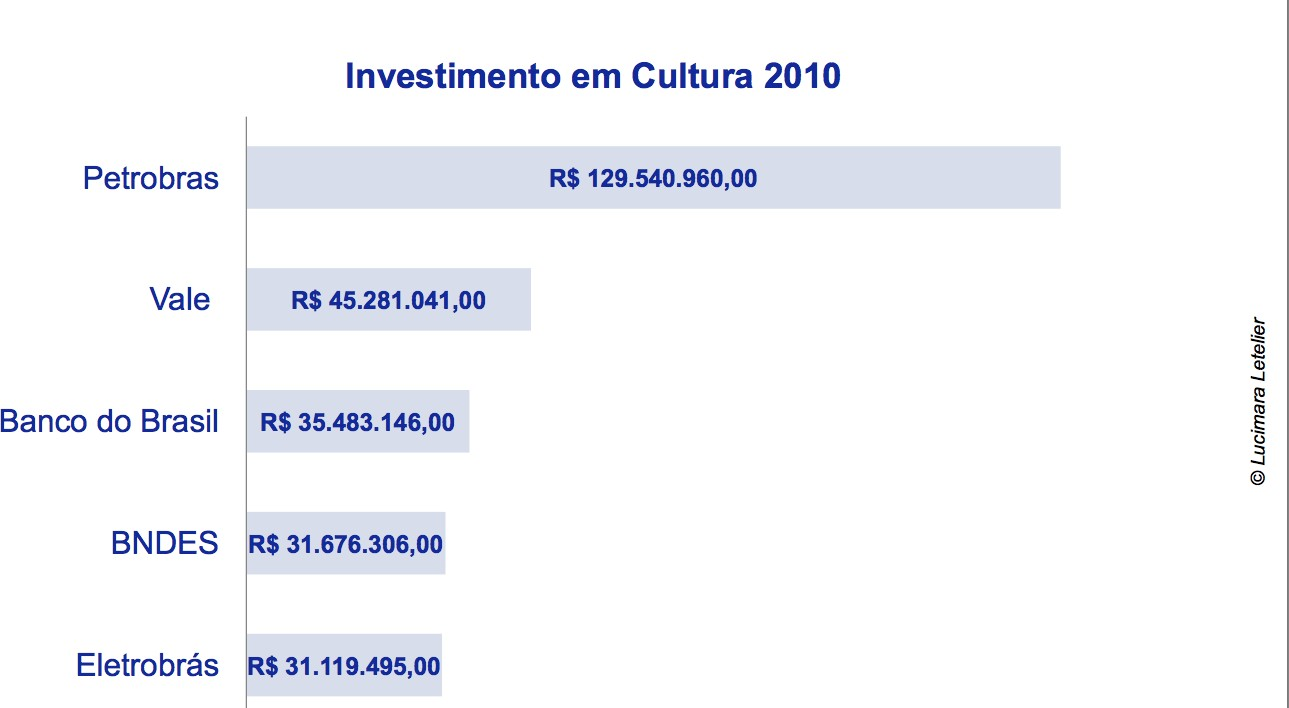 Investimento em Cultura 2010
Petrobras R$ 129.540.960,00
Vale R$ 45.281.041,00
Banco do Brasil R$ 35.483.146,00
BNDES R$ 31.676.306,00
Eletrobrás R$ 31.119.495,00
© Lucimara Letelier